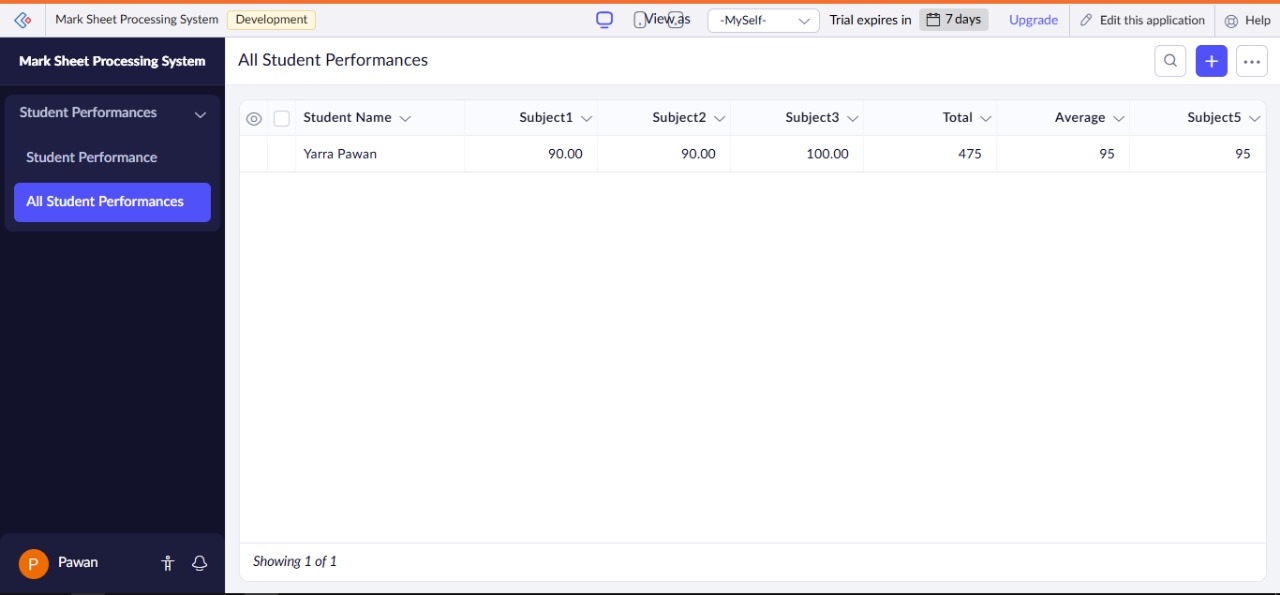 Mark Sheet Processing System Development View as -MySelf- Trial expires in 7 days Upgrade Edit this application Help
Mark Sheet Processing System
All Student Performances
Student Performances
Student Performance
All Student Performances
Student Name Subject1 Subject2 Subject3 Total Average Subject5
Yarra Pawan 90.00 90.00 100.00 475 95 95
Showing 1 of 1
P Pawan